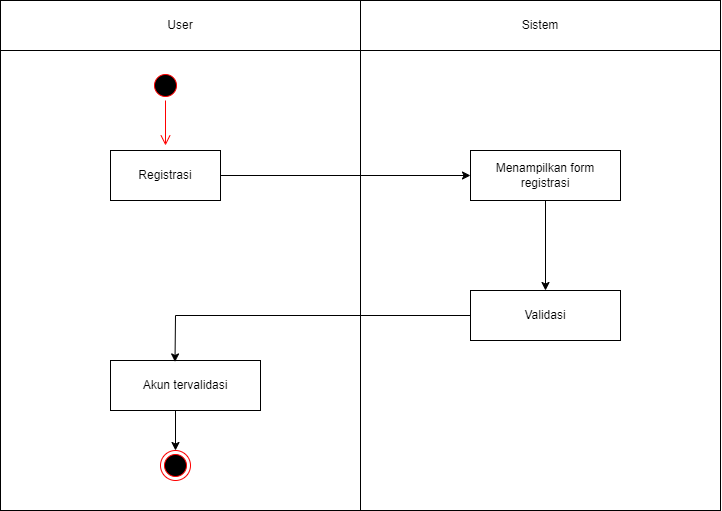 User
Sistem
Registrasi
Menampilkan form
registrasi
Validasi
Akun tervalidasi